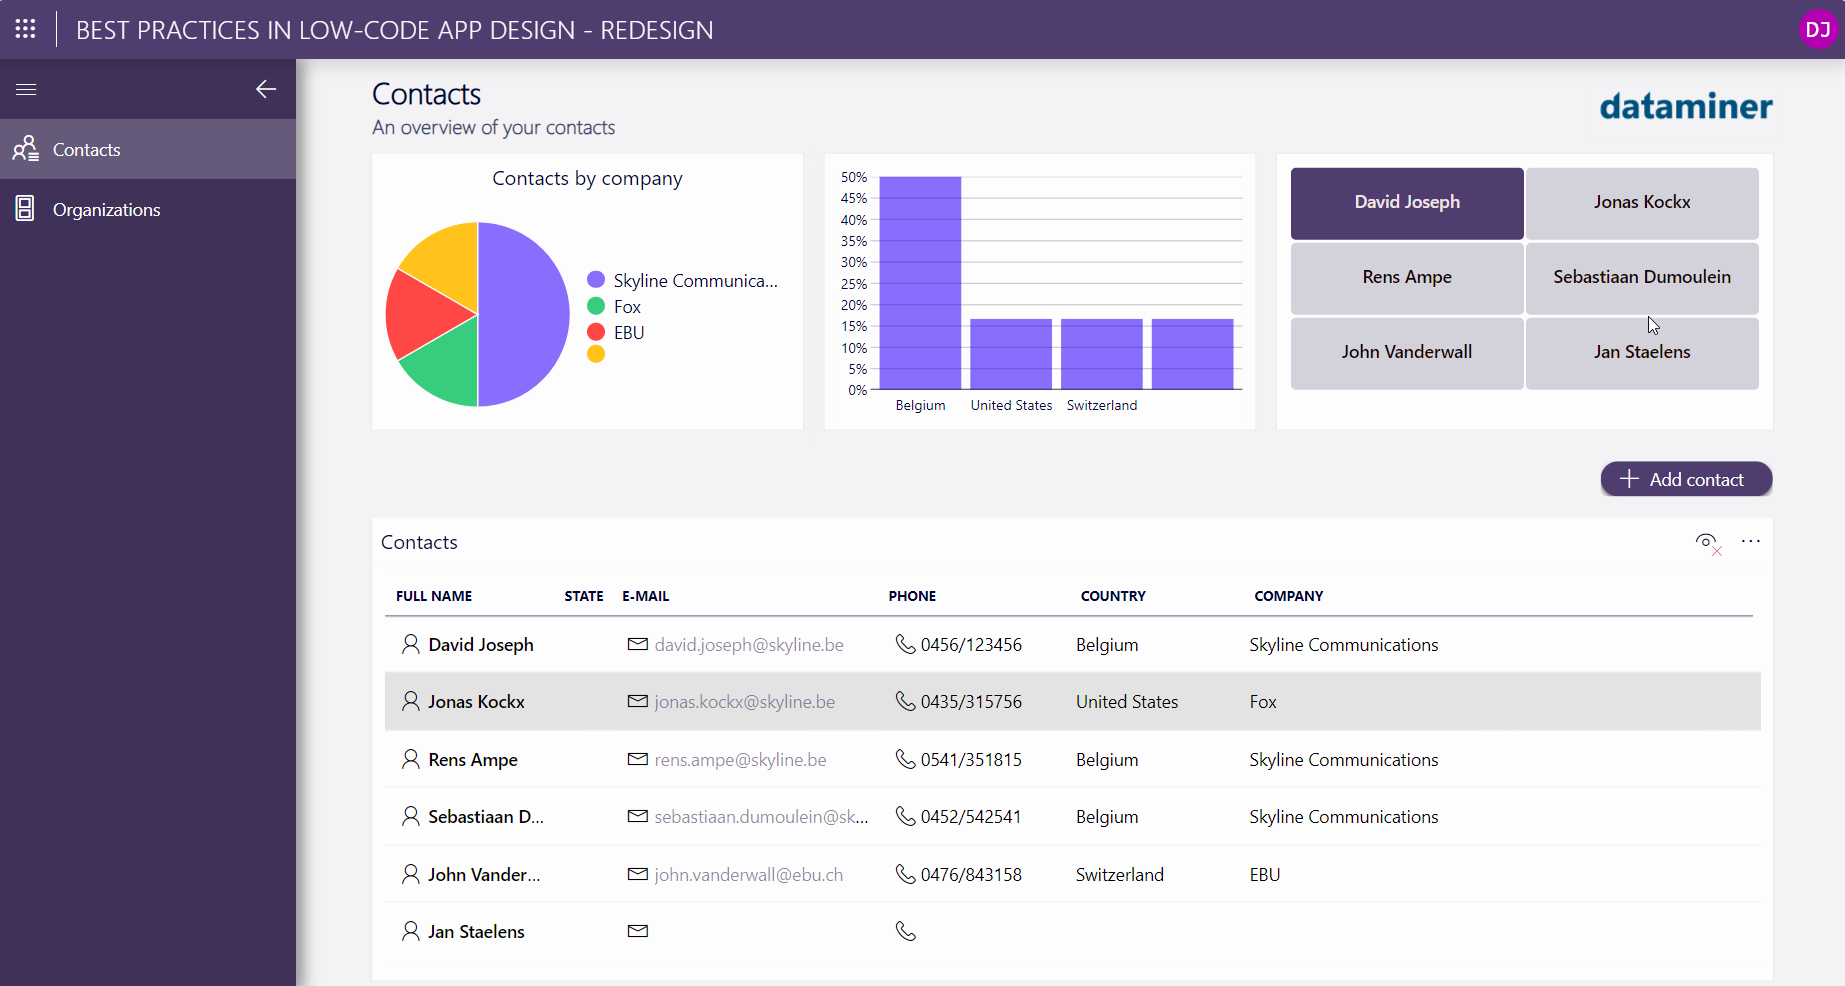 BEST PRACTICES IN LOW-CODE APP DESIGN - REDESIGN
DJ
Contacts
Organizations
Contacts
An overview of your contacts
dataminer
Contacts by company
Skyline Communica...
Fox
EBU
50%
45%
40%
35%
30%
25%
20%
15%
10%
5%
0%
Belgium United States Switzerland
David Joseph Jonas Kockx
Rens Ampe Sebastiaan Dumoulein
John Vanderwall Jan Staelens
Add contact
Contacts
FULL NAME STATE E-MAIL PHONE COUNTRY COMPANY
David Joseph david.joseph@skyline.be 0456/123456 Belgium Skyline Communications
Jonas Kockx jonas.kockx@skyline.be 0435/315756 United States Fox
Rens Ampe rens.ampe@skyline.be 0541/351815 Belgium Skyline Communications
Sebastiaan D... sebastiaan.dumoulein@sk... 0452/542541 Belgium Skyline Communications
John Vander... john.vanderwall@ebu.ch 0476/843158 Switzerland EBU
Jan Staelens